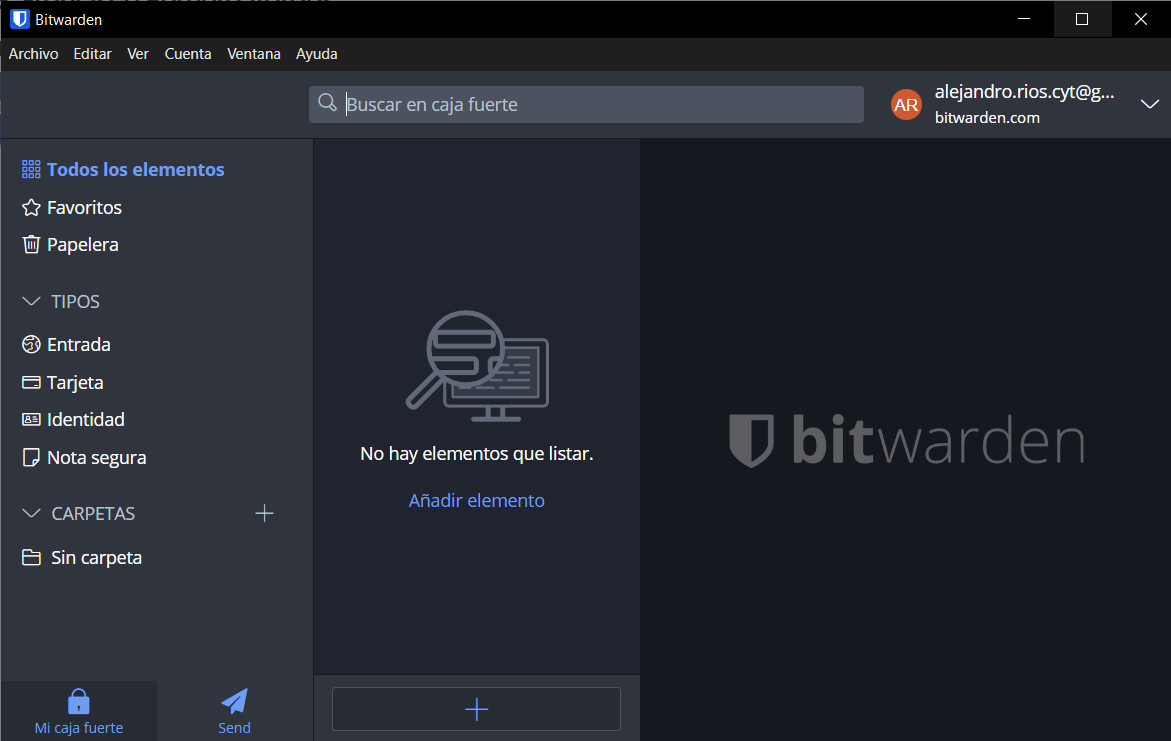 Bitwarden
Archivo Editar Ver Cuenta Ventana Ayuda
Buscar en caja fuerte
AR
alejandro.rios.cyt@g...
bitwarden.com
Todos los elementos
Favoritos
Papelera
TIPOS
Entrada
Tarjeta
Identidad
Nota segura
CARPETAS
Sin carpeta
Mi caja fuerte
Send
No hay elementos que listar.
Añadir elemento
bitwarden